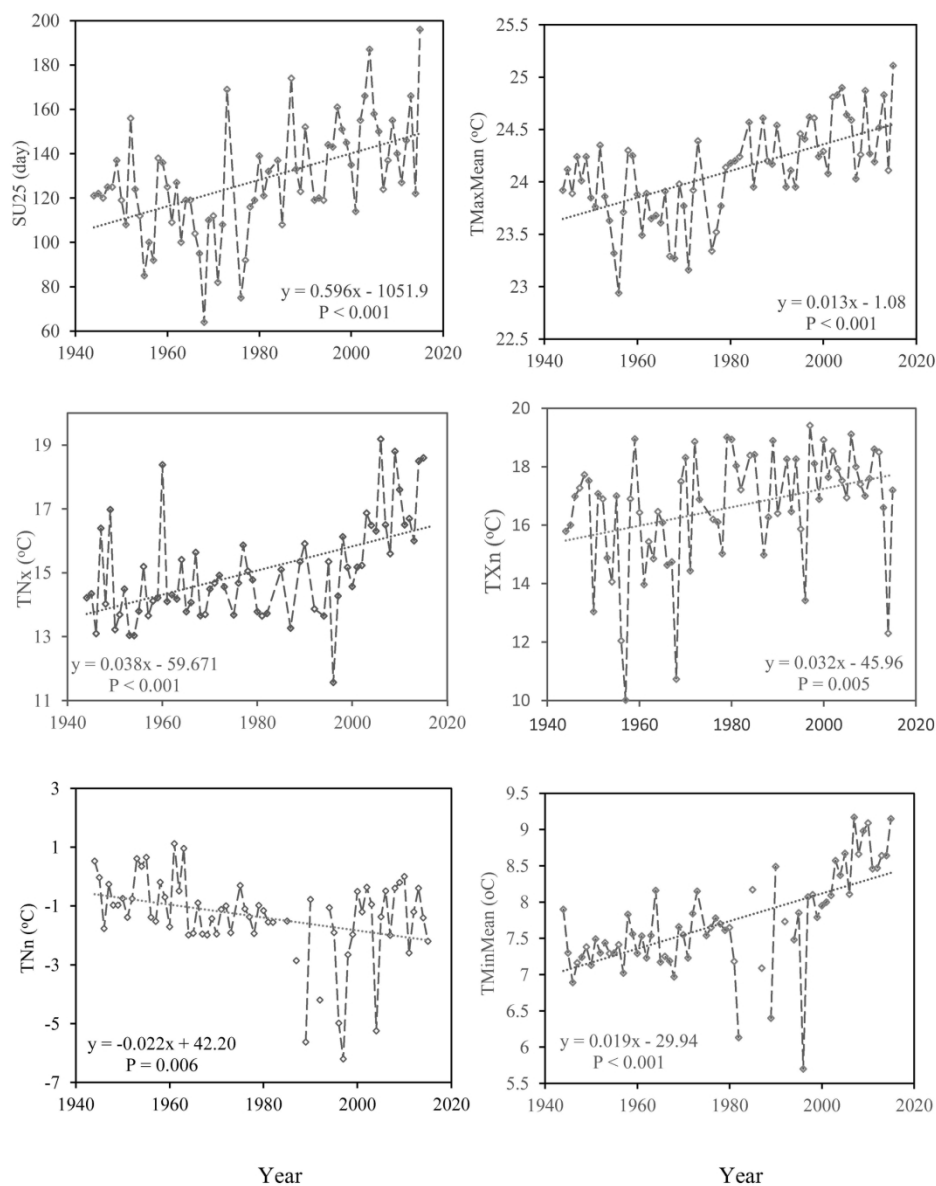 SU25 (day)
200
180
160
140
120
100
80
60
y = 0.596x - 1051.9
P < 0.001
1940 1960 1980 2000 2020
TMaxMean (°C)
25.5
25
24.5
24
23.5
23
22.5
y = 0.013x - 1.08
P < 0.001
1940 1960 1980 2000 2020
TNx (°C)
19
17
15
13
11
y = 0.038x - 59.671
P < 0.001
1940 1960 1980 2000 2020
TXn (°C)
20
18
16
14
12
10
y = 0.032x - 45.96
P = 0.005
1940 1960 1980 2000 2020
TNn (°C)
3
1
-1
-3
-5
-7
y = -0.022x + 42.20
P = 0.006
1940 1960 1980 2000 2020
TMinMean (oC)
9.5
9
8.5
8
7.5
7
6.5
6
5.5
y = 0.019x - 29.94
P < 0.001
1940 1960 1980 2000 2020
Year
Year